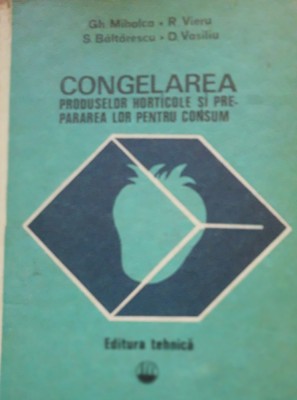 Gh. Mihalca • R. Vieru
S. Băltărescu • D. Vasiliu
CONGELAREA
PRODUSELOR HORTICOLE ȘI PRE-
PARAREA LOR PENTRU CONSUM
Editura tehnică